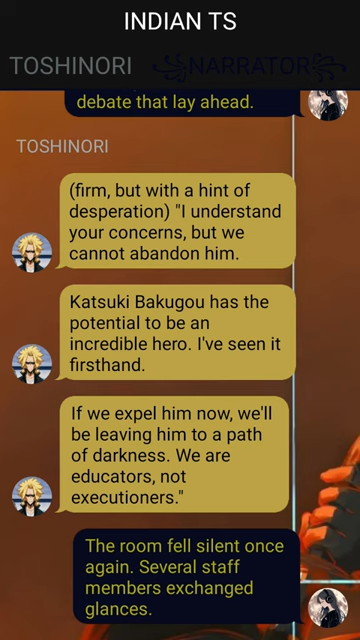 INDIAN TS
TOSHINORI ꧁NARRATOR꧂
debate that lay ahead.
TOSHINORI
(firm, but with a hint of
desperation) "I understand
your concerns, but we
cannot abandon him.
Katsuki Bakugou has the
potential to be an
incredible hero. I've seen it
firsthand.
If we expel him now, we'll
be leaving him to a path
of darkness. We are
educators, not
executioners."
The room fell silent once
again. Several staff
members exchanged
glances.